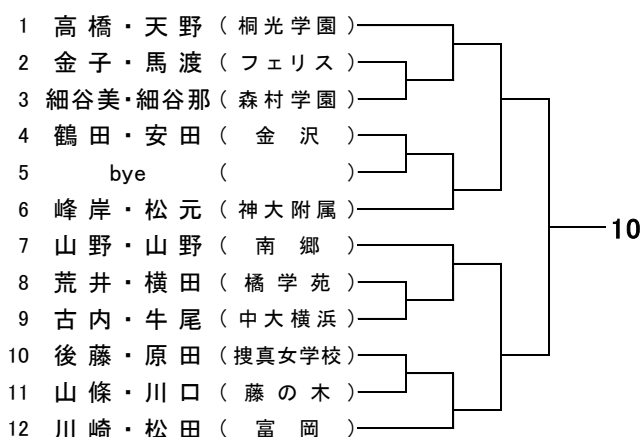 1 高橋・天野 (桐光学園)
2 金子・馬渡 (フェリス)
3 細谷美・細谷那 (森村学園)
4 鶴田・安田 (金沢)
5 bye ( )
6 峰岸・松元 (神大附属)
10
7 山野・山野 (南郷)
8 荒井・横田 (橘学苑)
9 古内・牛尾 (中大横浜)
10 後藤・原田 (捜真女学校)
11 山條・川口 (藤の木)
12 川崎・松田 (富岡)